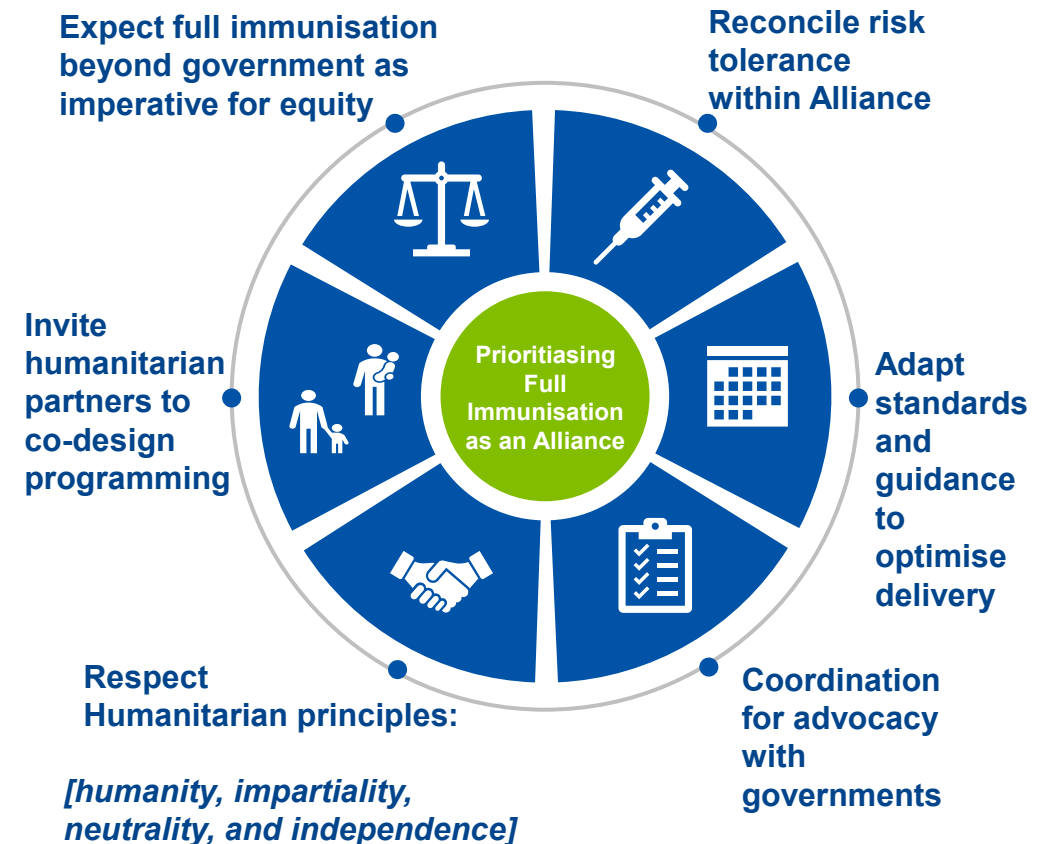 Expect full immunisation
beyond government as
imperative for equity
Reconcile risk
tolerance
within Alliance
Invite
humanitarian
partners to
co-design
programming
Prioritiasing
Full
Immunisation
as an Alliance
Adapt
standards
and
guidance
to
optimise
delivery
Respect
Humanitarian principles:
[humanity, impartiality,
neutrality, and independence]
Coordination
for advocacy
with
governments